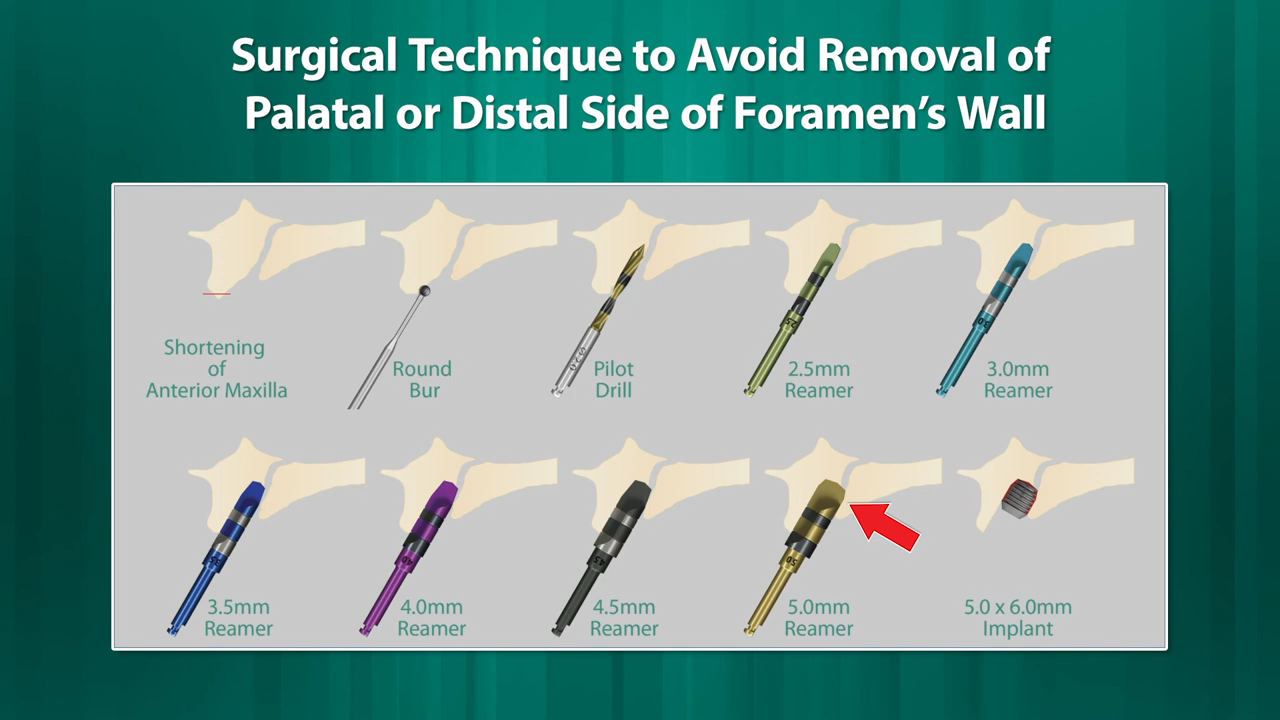 Surgical Technique to Avoid Removal of
Palatal or Distal Side of Foramen’s Wall
Shortening
of
Anterior Maxilla
Round
Bur
Pilot
Drill
2.5mm
Reamer
3.0mm
Reamer
3.5mm
Reamer
4.0mm
Reamer
4.5mm
Reamer
5.0mm
Reamer
5.0 x 6.0mm
Implant